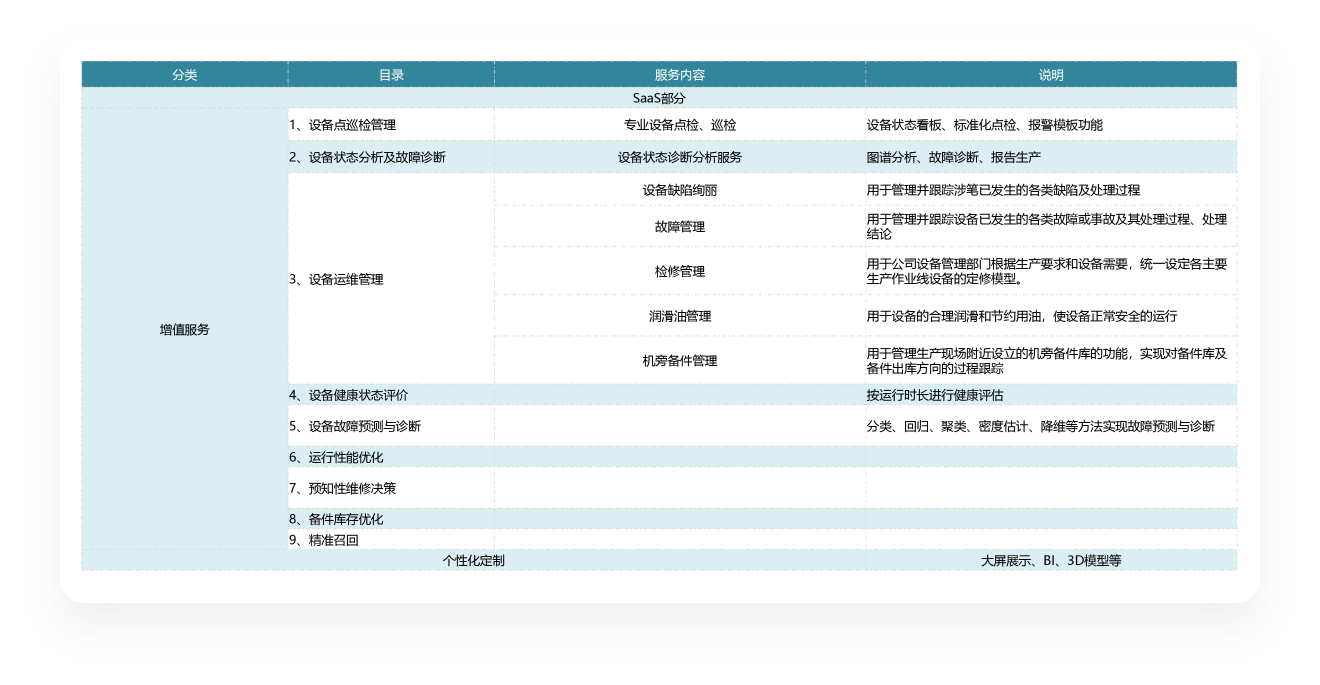 分类 目录 服务内容 说明
SaaS部分
增值服务
1、设备点巡检管理 专业设备点检、巡检 设备状态看板、标准化点检、报警模板功能
2、设备状态分析及故障诊断 设备状态诊断分析服务 图谱分析、故障诊断、报告生产
3、设备运维管理
设备缺陷绚丽 用于管理并跟踪涉笔已发生的各类缺陷及处理过程
故障管理 用于管理并跟踪设备已发生的各类故障或事故及其处理过程、处理
结论
检修管理 用于公司设备管理部门根据生产要求和设备需要，统一设定各主要
生产作业线设备的定修模型。
润滑油管理 用于设备的合理润滑和节约用油，使设备正常安全的运行
机旁备件管理 用于管理生产现场附近设立的机旁备件库的功能，实现对备件库及
备件出库方向的过程跟踪
4、设备健康状态评价 按运行时长进行健康评估
5、设备故障预测与诊断 分类、回归、聚类、密度估计、降维等方法实现故障预测与诊断
6、运行性能优化
7、预知性维修决策
8、备件库存优化
9、精准召回
个性化定制 大屏展示、BI、3D模型等